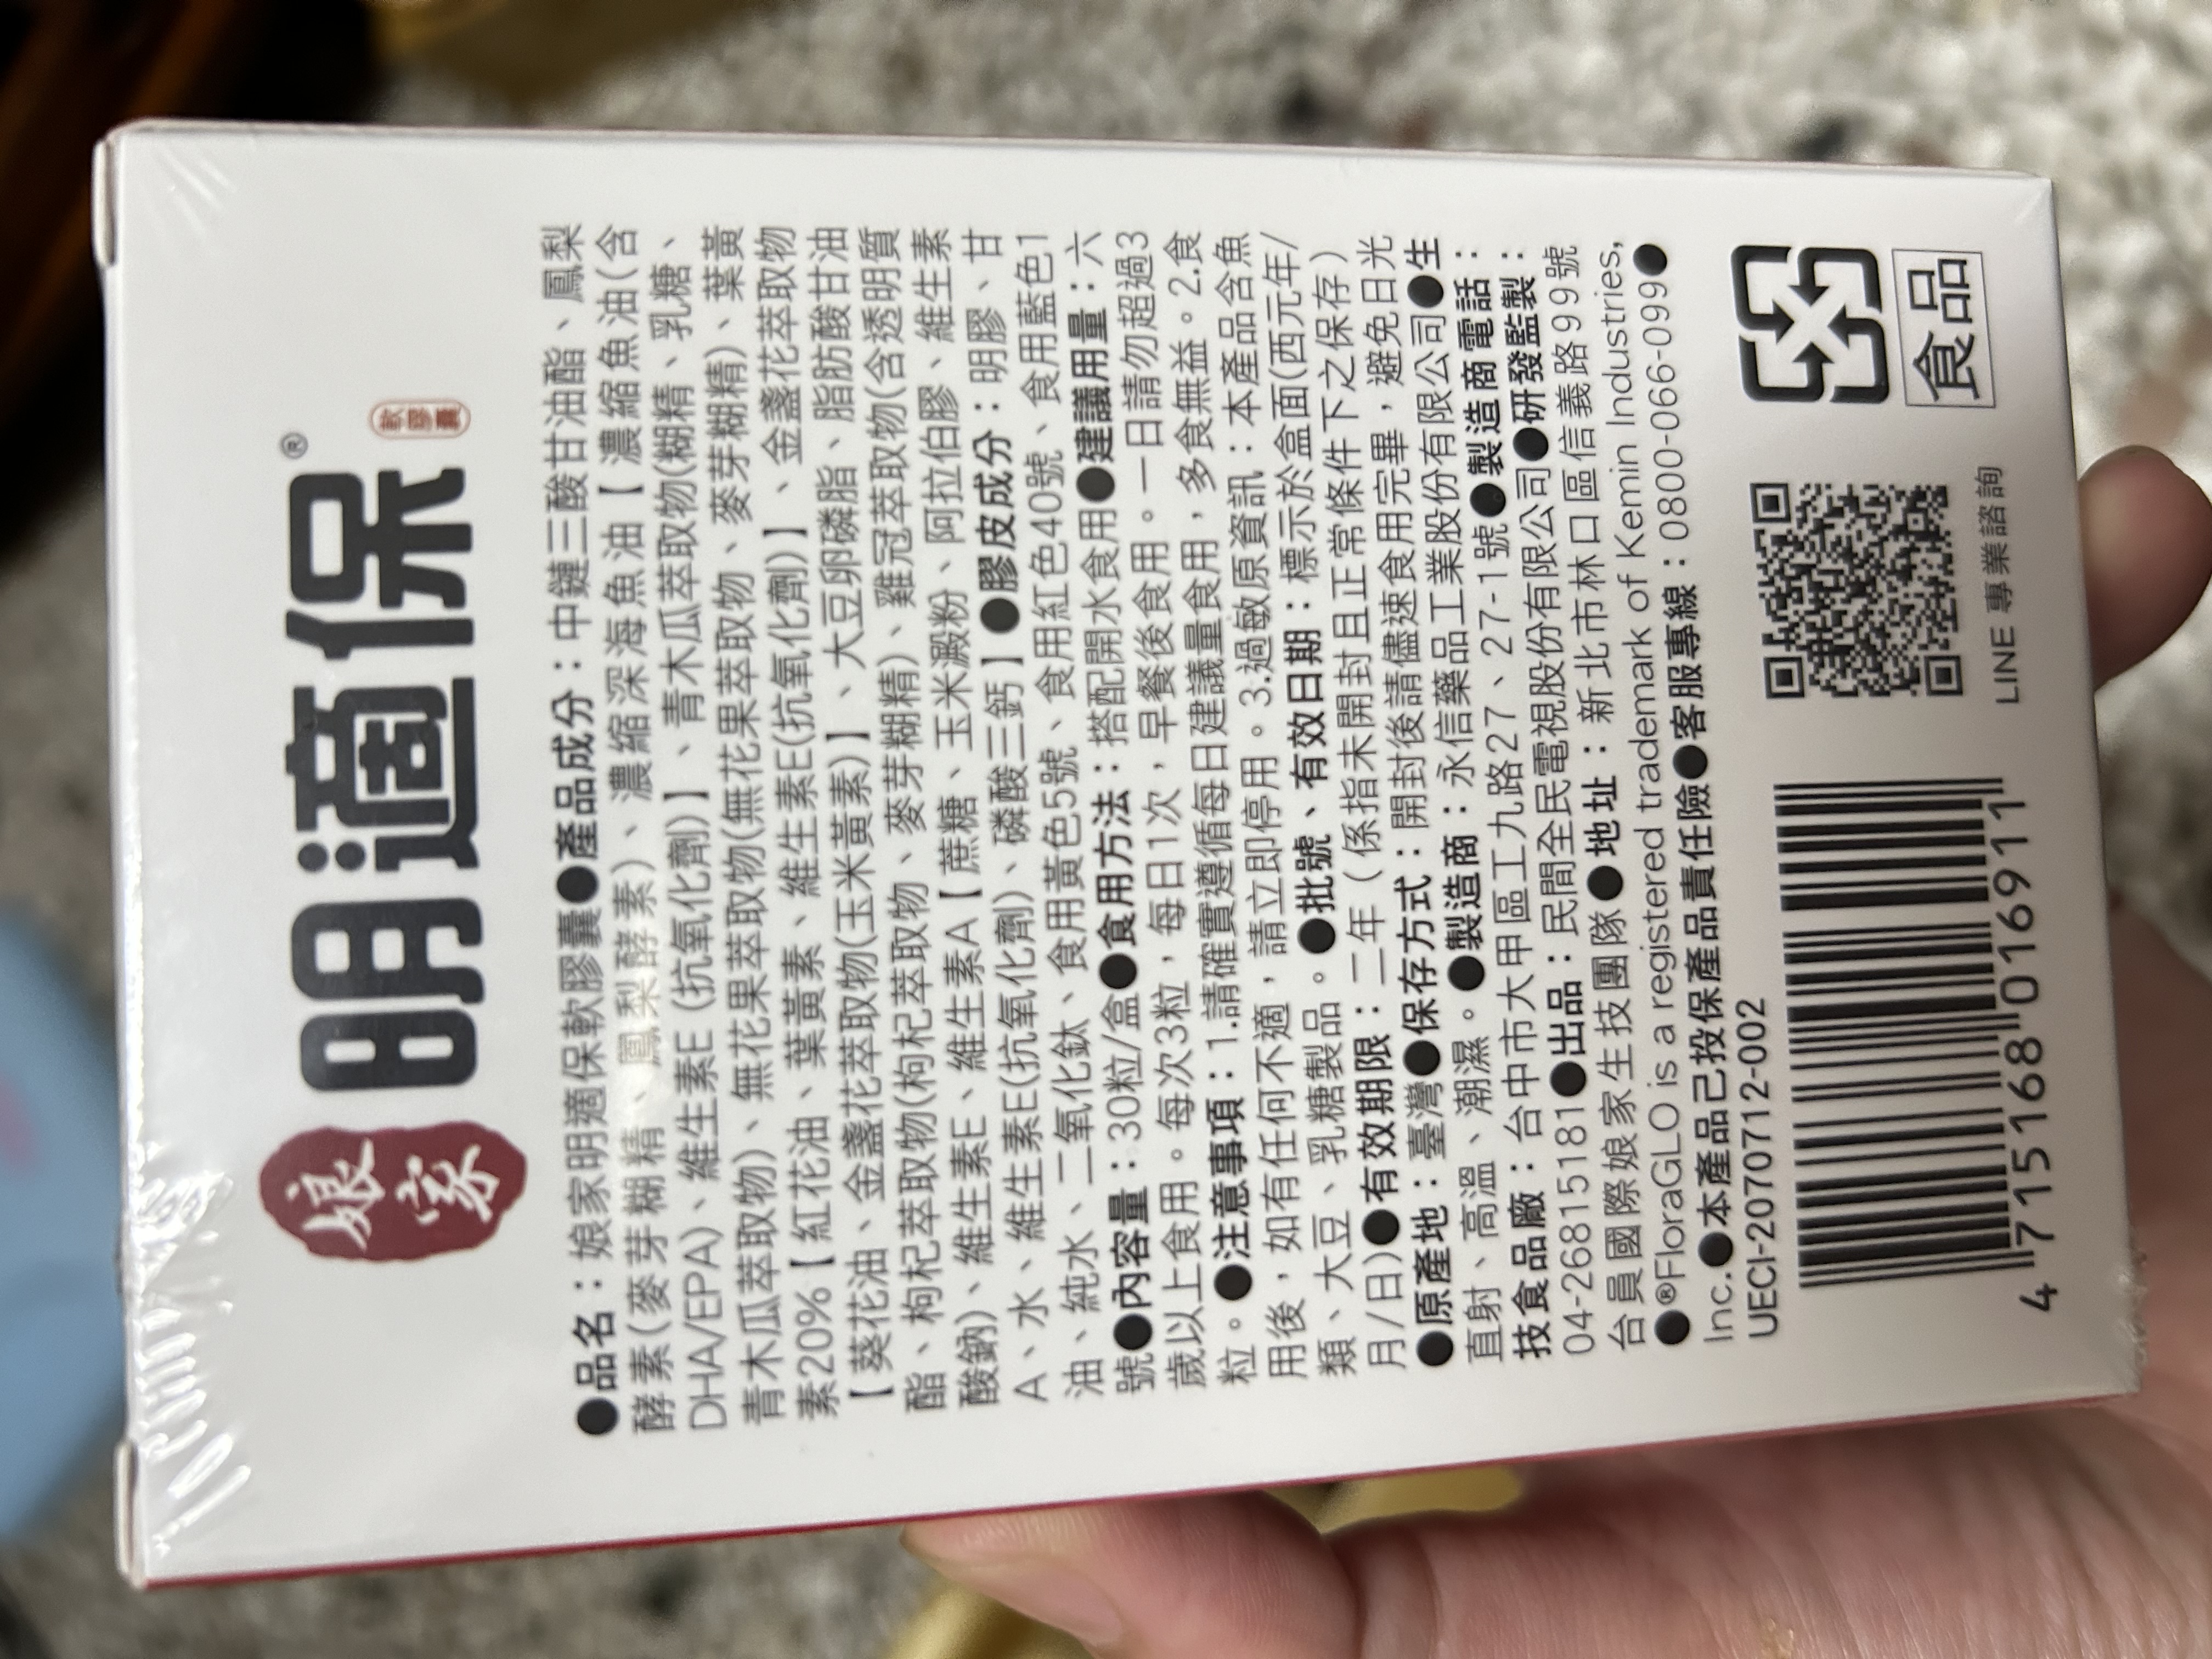 娘家
明適保®
軟膠囊
●品名：娘家明適保軟膠囊●產品成分：中鏈三酸甘油酯、鳳梨
酵素(麥芽糊精、鳳梨酵素)、濃縮深海魚油【濃縮魚油(含
DHA/EPA)、維生素E (抗氧化劑)】、青木瓜萃取物(糊精、乳糖、
青木瓜萃取物)、無花果萃取物(無花果萃取物、麥芽糊精)、葉黃
素20%【紅花油、葉黃素、維生素E(抗氧化劑)】、金盞花萃取物
【葵花油、金盞花萃取物(玉米黃素)】、大豆卵磷脂、脂肪酸甘油
酯、枸杞萃取物(枸杞萃取物、麥芽糊精)、雞冠萃取物(含透明質
酸鈉)、維生素E、維生素A【蔗糖、玉米澱粉、阿拉伯膠、維生素
A、水、維生素E(抗氧化劑)、磷酸三鈣】●膠皮成分：明膠、甘
油、純水、二氧化鈦、食用黃色5號、食用紅色40號、食用藍色1
號●內容量：30粒/盒●食用方法：搭配開水食用●建議用量：六
歲以上食用。每次3粒，每日1次，早餐後食用。一日請勿超過3
粒。●注意事項：1.請確實遵循每日建議量食用，多食無益。2.食
用後，如有任何不適，請立即停用。3.過敏原資訊：本產品含魚
類、大豆、乳糖製品。●批號、有效日期：標示於盒面(西元年/
月/日)●有效期限：二年（係指未開封且正常條件下之保存）
●原產地：臺灣●保存方式：開封後請儘速食用完畢，避免日光
直射、高溫、潮濕。●製造商：永信藥品工業股份有限公司●生
技食品廠：台中市大甲區工九路27、27-1號●製造商電話：
04-26815181●出品：民間全民電視股份有限公司●研發監製：
台員國際娘家生技團隊●地址：新北市林口區信義路99號
●®FloraGLO is a registered trademark of Kemin Industries,
Inc.●本產品已投保產品責任險●客服專線：0800-066-099●
UECI-2070712-002
4 715168 016911
LINE 專業諮詢
食品